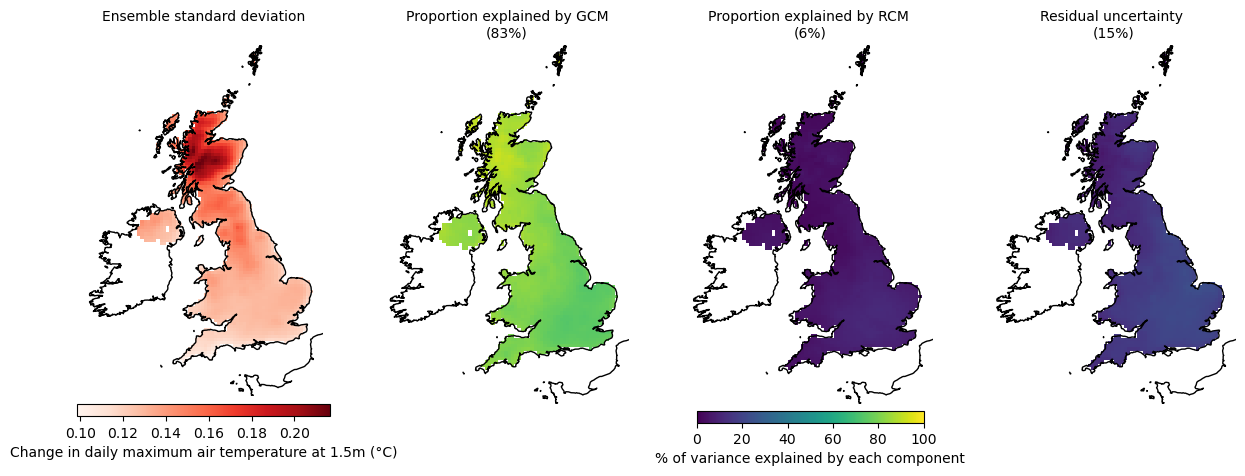 Ensemble standard deviation
Proportion explained by GCM
(83%)
Proportion explained by RCM
(6%)
Residual uncertainty
(15%)
0.10 0.12 0.14 0.16 0.18 0.20
Change in daily maximum air temperature at 1.5m (°C)
0 20 40 60 80 100
% of variance explained by each component